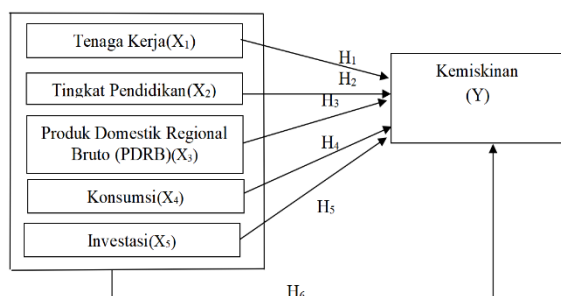 Tenaga Kerja(X₁)
H₁
Kemiskinan
(Y)
Tingkat Pendidikan(X₂)
H₂
H₃
Produk Domestik Regional
Bruto (PDRB)(X₃)
H₄
Konsumsi(X₄)
H₅
Investasi(X₅)
H₆